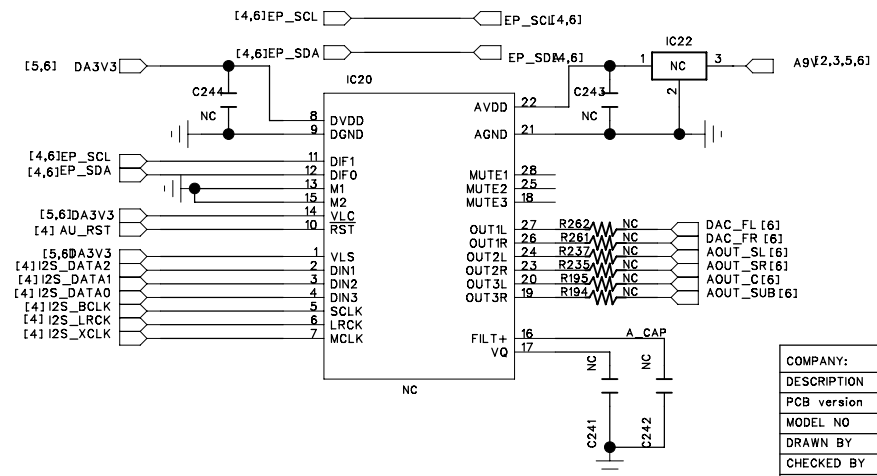 [4,6]EP_SCL EP_SCL[4,6]
[4,6]EP_SDA EP_SDA[4,6]
[5,6] DA3V3
IC20
IC22
1 NC 3 A9V[2,3,5,6]
2
C244
NC
C243
NC
8 DVDD
9 DGND
AVDD 22
AGND 21
[4,6]EP_SCL 11 DIF1
[4,6]EP_SDA 12 DIF0
13 M1
15 M2
[5,6]DA3V3 14 VLC
[4] AU_RST 10 RST
MUTE1 28
MUTE2 25
MUTE3 18
[5,6]DA3V3 1 VLS
[4]I2S_DATA2 2 DIN1
[4]I2S_DATA1 3 DIN2
[4]I2S_DATA0 4 DIN3
[4]I2S_BCLK 5 SCLK
[4]I2S_LRCK 6 LRCK
[4]I2S_XCLK 7 MCLK
OUT1L 27 R262 NC DAC_FL[6]
OUT1R 26 R261 NC DAC_FR[6]
OUT2L 24 R237 NC AOUT_SL[6]
OUT2R 23 R235 NC AOUT_SR[6]
OUT3L 20 R195 NC AOUT_C[6]
OUT3R 19 R194 NC AOUT_SUB[6]
FILT+ 16 A_CAP
VQ 17
NC
NC
C241
NC
C242
COMPANY:
DESCRIPTION
PCB version
MODEL NO
DRAWN BY
CHECKED BY